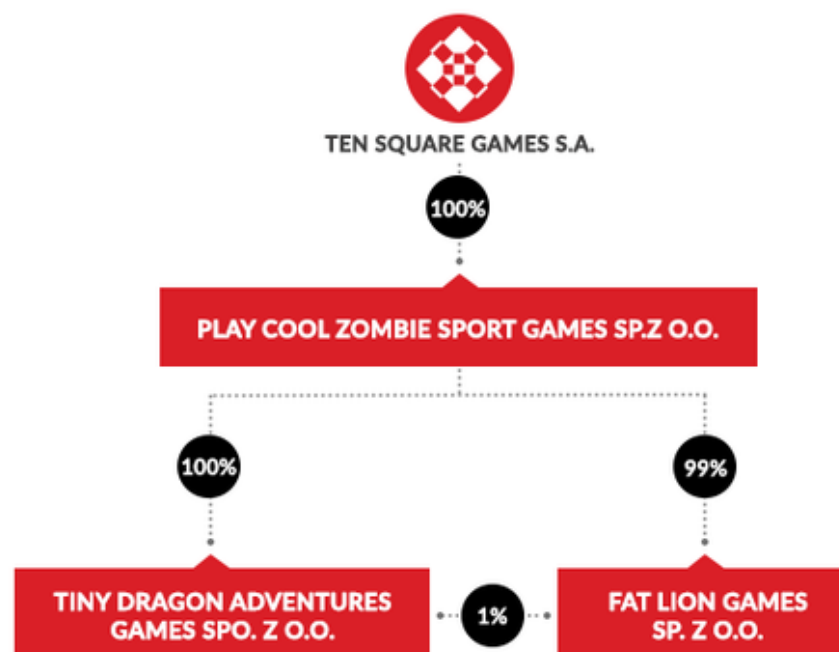 TEN SQUARE GAMES S.A.
100%
PLAY COOL ZOMBIE SPORT GAMES SP.Z O.O.
100%
99%
TINY DRAGON ADVENTURES
GAMES SPO. Z O.O.
1%
FAT LION GAMES
SP. Z O.O.